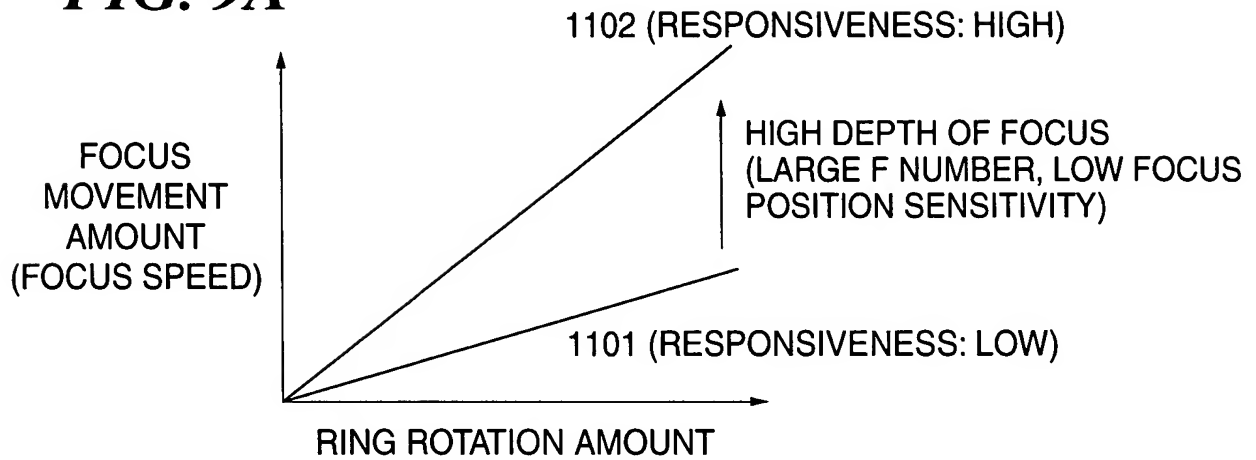 FIG. 9A
1102 (RESPONSIVENESS: HIGH)
FOCUS
MOVEMENT
AMOUNT
(FOCUS SPEED)
HIGH DEPTH OF FOCUS
(LARGE F NUMBER, LOW FOCUS
POSITION SENSITIVITY)
1101 (RESPONSIVENESS: LOW)
RING ROTATION AMOUNT